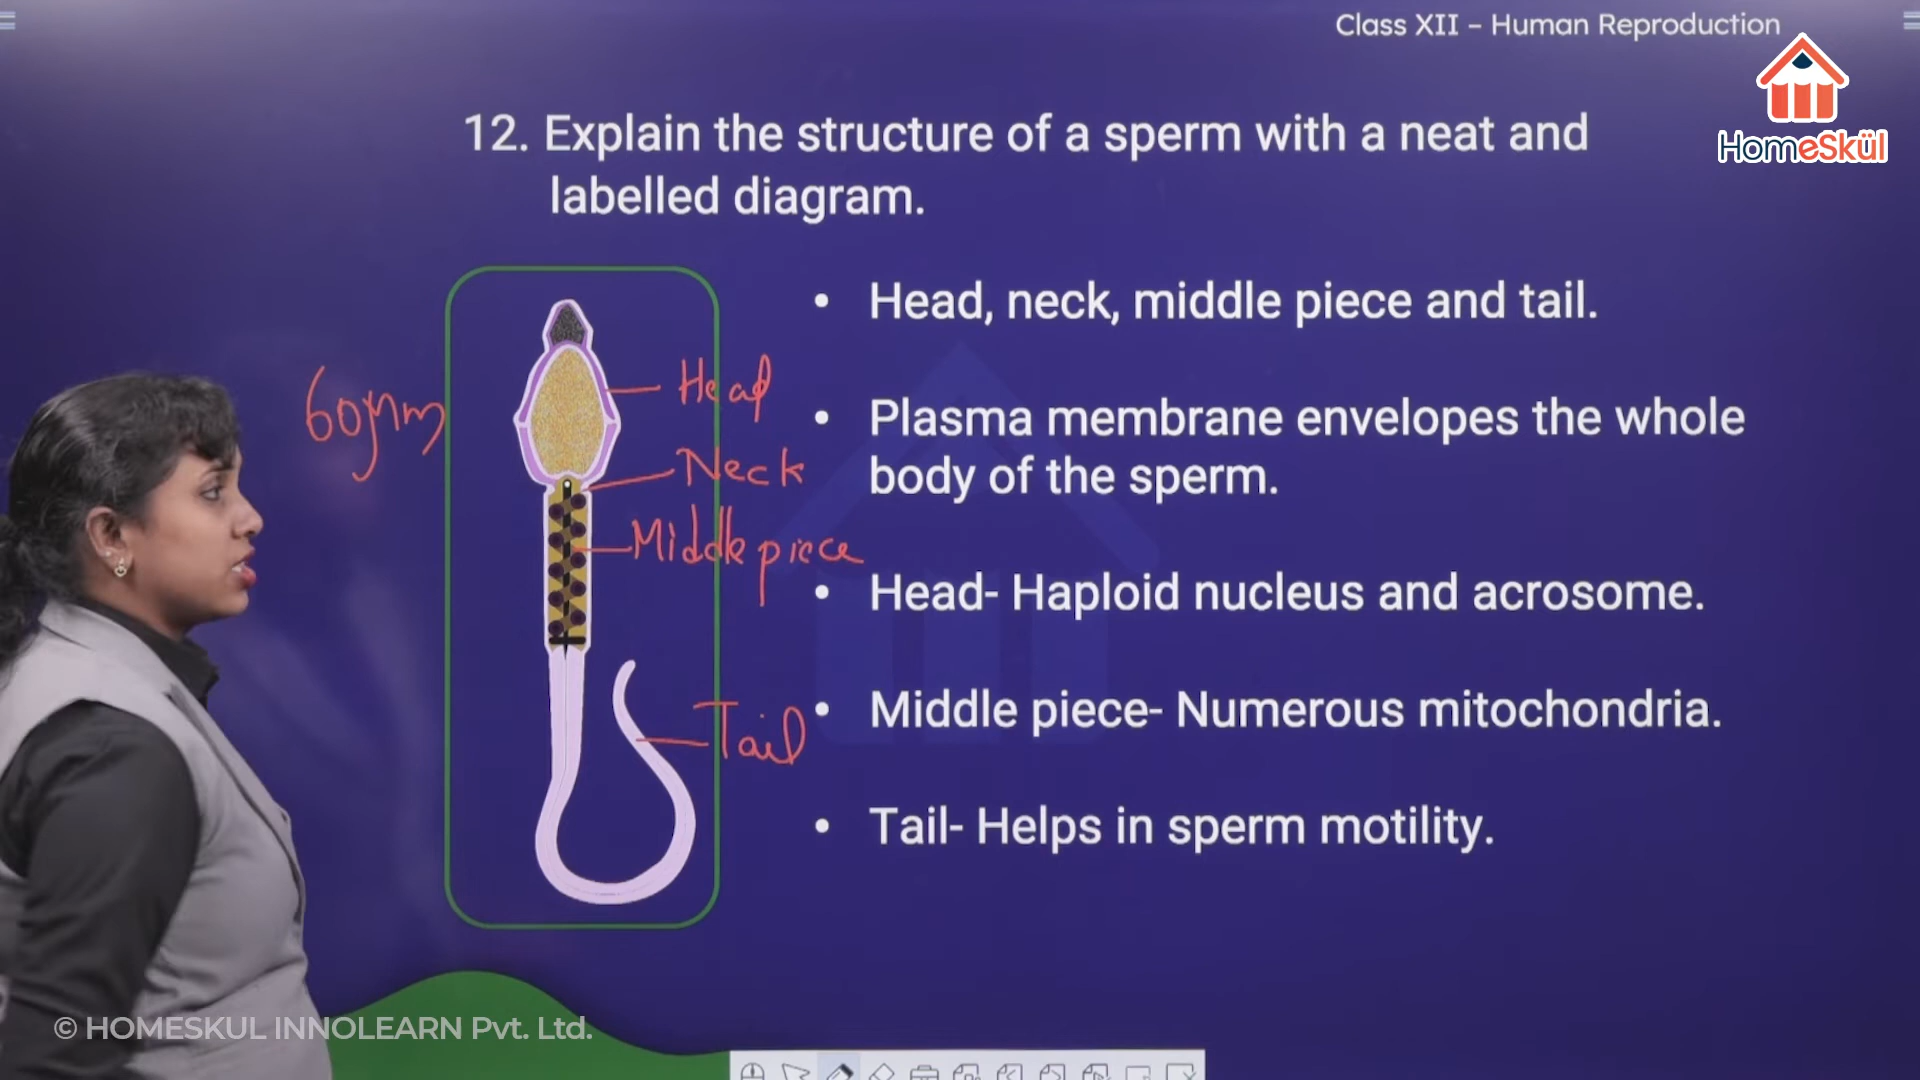 Class XII – Human Reproduction
HomeSkül
12. Explain the structure of a sperm with a neat and
labelled diagram.
• Head, neck, middle piece and tail.
60μm
Head
• Plasma membrane envelopes the whole
body of the sperm.
Neck
Middle piece
• Head- Haploid nucleus and acrosome.
• Middle piece- Numerous mitochondria.
Tail
• Tail- Helps in sperm motility.
© HOMESKUL INNOLEARN Pvt. Ltd.